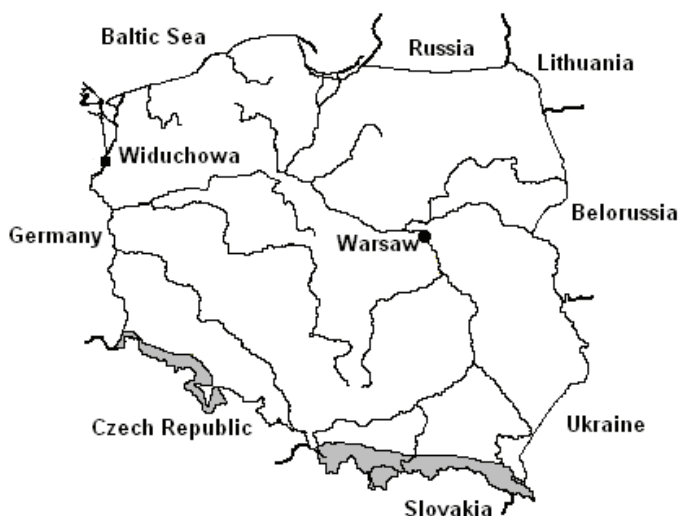 Baltic Sea
Russia
Lithuania
Widuchowa
Belorussia
Germany
Warsaw
Czech Republic
Ukraine
Slovakia